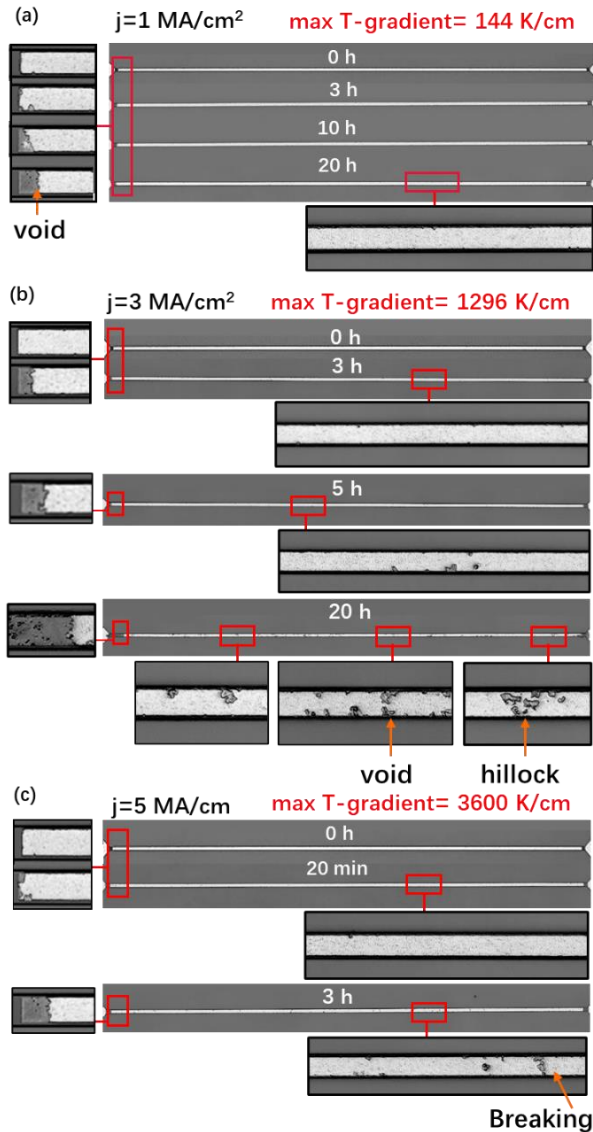 (a)
j=1 MA/cm²
max T-gradient= 144 K/cm
0 h
3 h
10 h
20 h
void
(b)
j=3 MA/cm²
max T-gradient= 1296 K/cm
0 h
3 h
5 h
20 h
void
hillock
(c)
j=5 MA/cm
max T-gradient= 3600 K/cm
0 h
20 min
3 h
Breaking